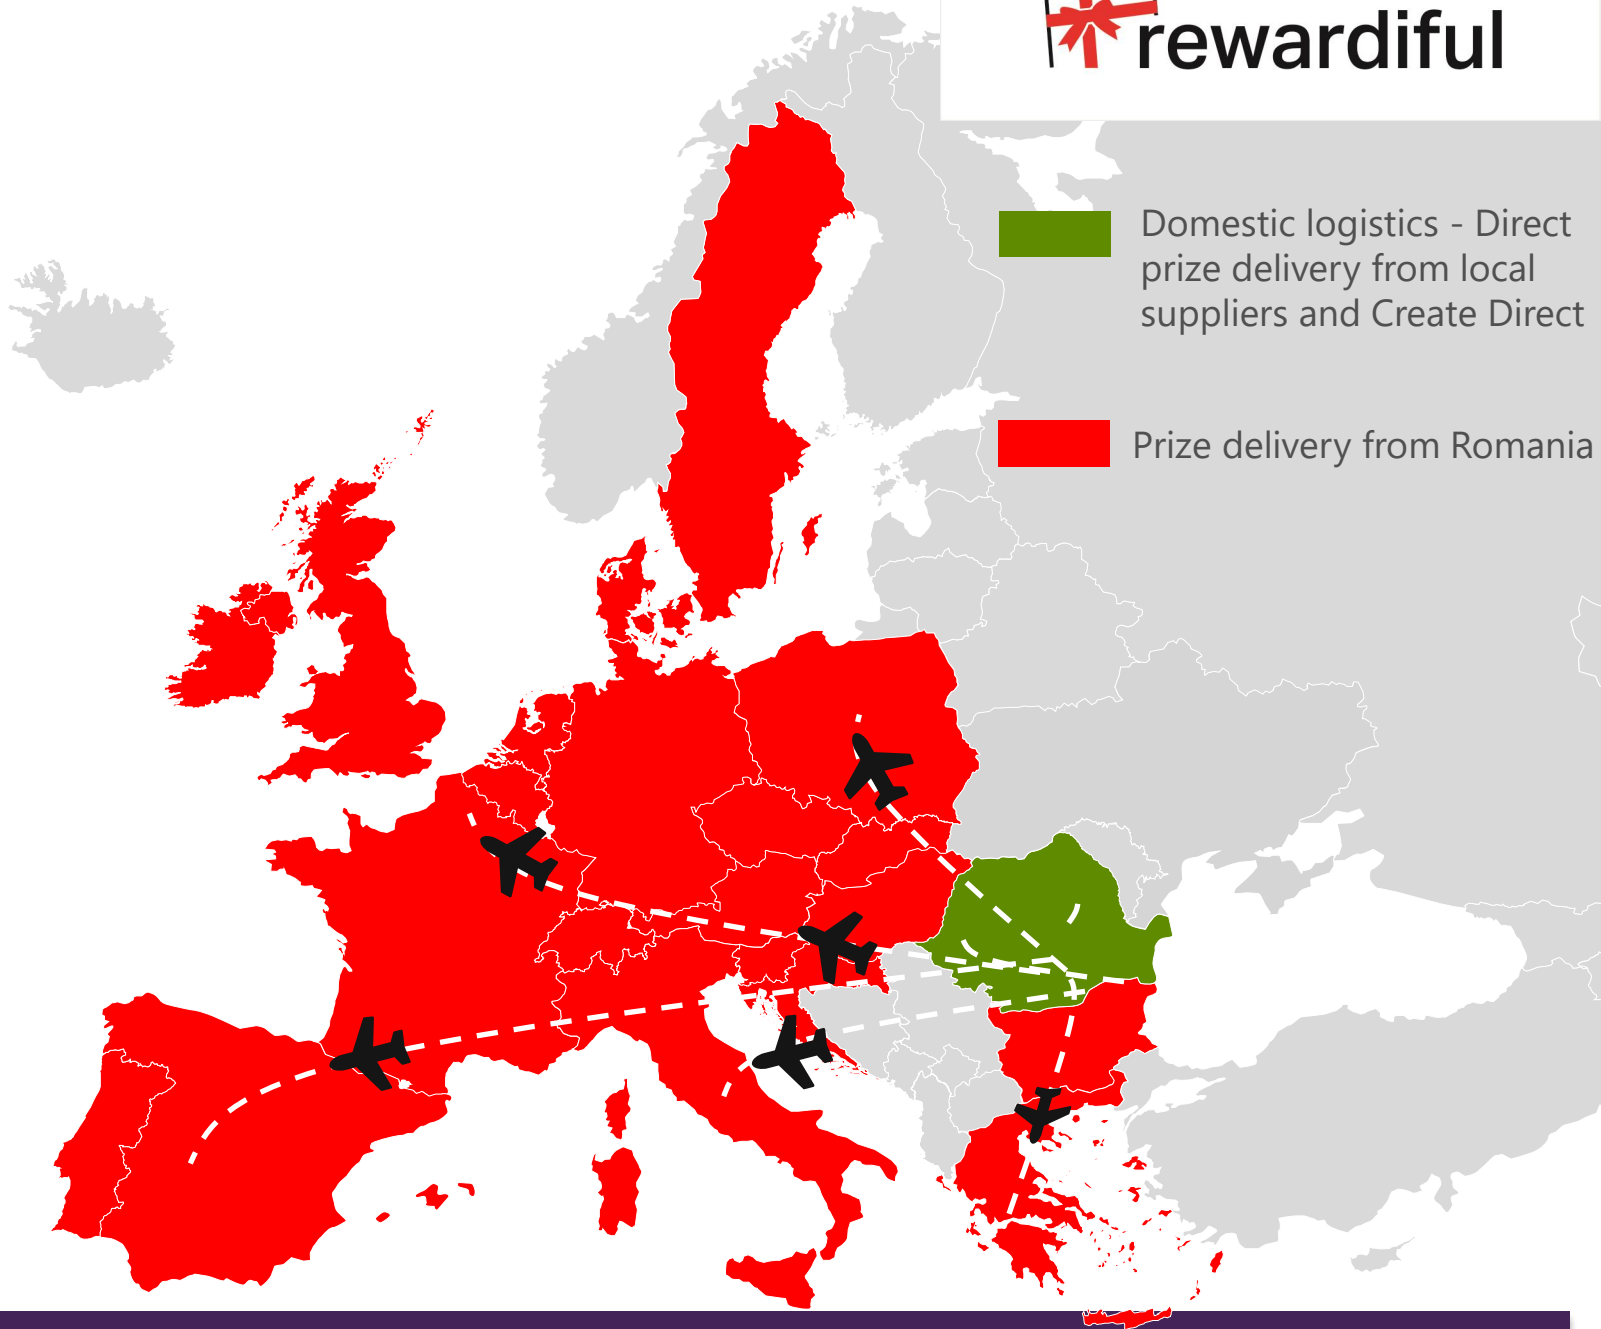 rewardiful
Domestic logistics - Direct
prize delivery from local
suppliers and Create Direct
Prize delivery from Romania